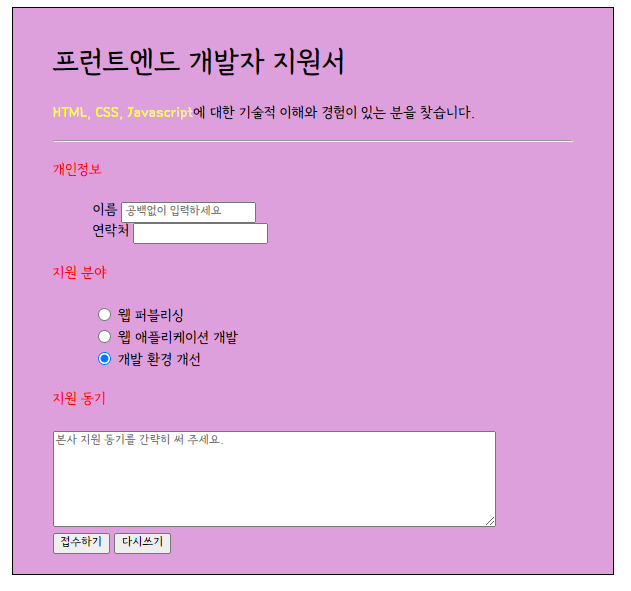 프런트엔드 개발자 지원서
HTML, CSS, Javascript에 대한 기술적 이해와 경험이 있는 분을 찾습니다.
개인정보
이름 공백없이 입력하세요
연락처
지원 분야
웹 퍼블리싱
웹 애플리케이션 개발
개발 환경 개선
지원 동기
본사 지원 동기를 간략히 써 주세요.
접수하기 다시쓰기